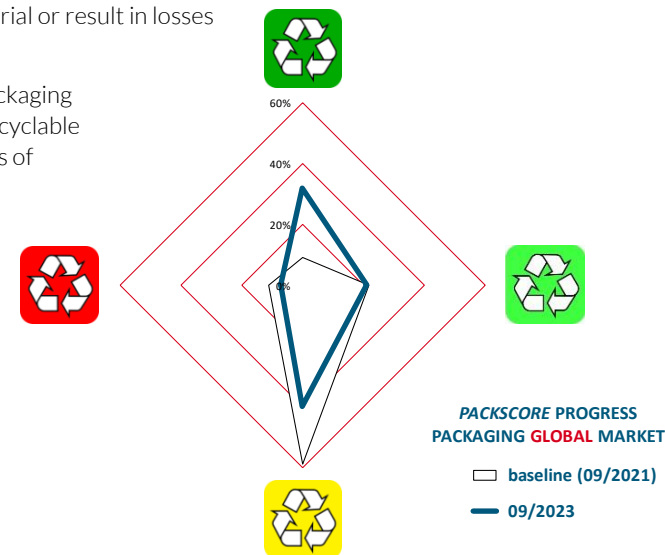 rial or result in losses
ckaging
cyclable
s of
60%
40%
20%
0%
PACKSCORE PROGRESS
PACKAGING GLOBAL MARKET
baseline (09/2021)
09/2023